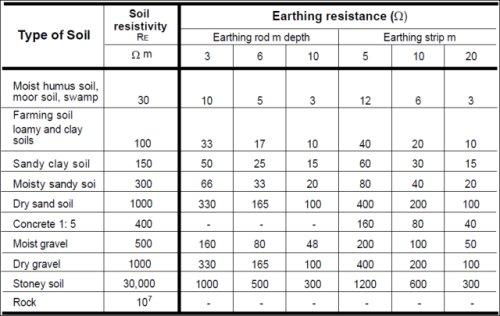 Type of Soil Soil resistivity RE Earthing resistance (Ω)
Ω m Earthing rod m depth Earthing strip m
3 6 10 5 10 20
Moist humus soil,
moor soil, swamp 30 10 5 3 12 6 3
Farming soil
loamy and clay
soils 100 33 17 10 40 20 10
Sandy clay soil 150 50 25 15 60 30 15
Moisty sandy soi 300 66 33 20 80 40 20
Dry sand soil 1000 330 165 100 400 200 100
Concrete 1: 5 400 - - - 160 80 40
Moist gravel 500 160 80 48 200 100 50
Dry gravel 1000 330 165 100 400 200 100
Stoney soil 30,000 1000 500 300 1200 600 300
Rock 10⁷ - - - - - -